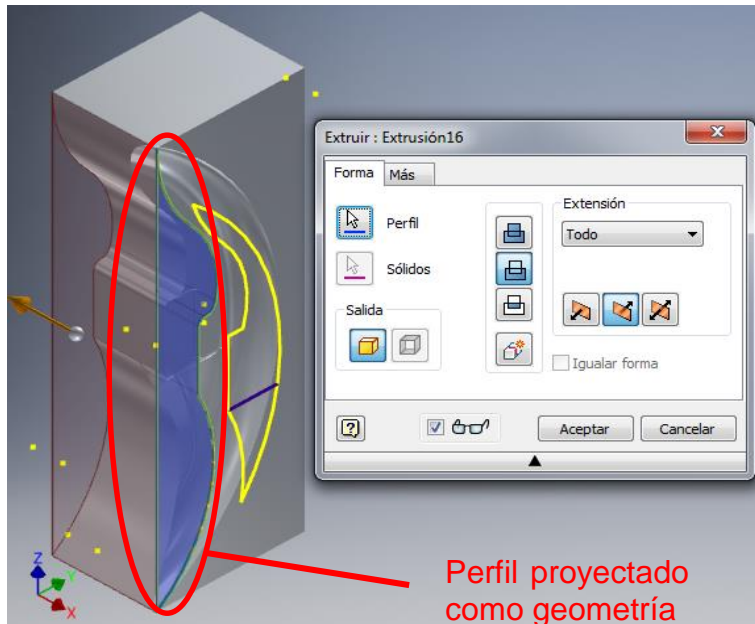 Extruir : Extrusión16
Forma
Más
Perfil
Sólidos
Salida
Extensión
Todo
Igualar forma
Aceptar
Cancelar
Z
Y
X
Perfil proyectado
como geometría